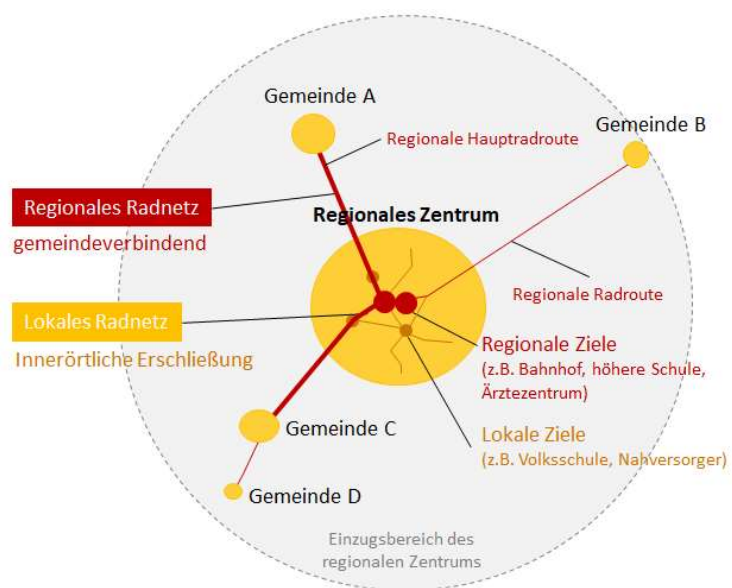 Gemeinde A
Gemeinde B
Regionale Hauptradroute
Regionales Radnetz
gemeindeverbindend
Regionales Zentrum
Regionale Radroute
Lokales Radnetz
Innerörtliche Erschließung
Regionale Ziele
(z.B. Bahnhof, höhere Schule,
Ärztezentrum)
Gemeinde C
Lokale Ziele
(z.B. Volksschule, Nahversorger)
Gemeinde D
Einzugsbereich des
regionalen Zentrums